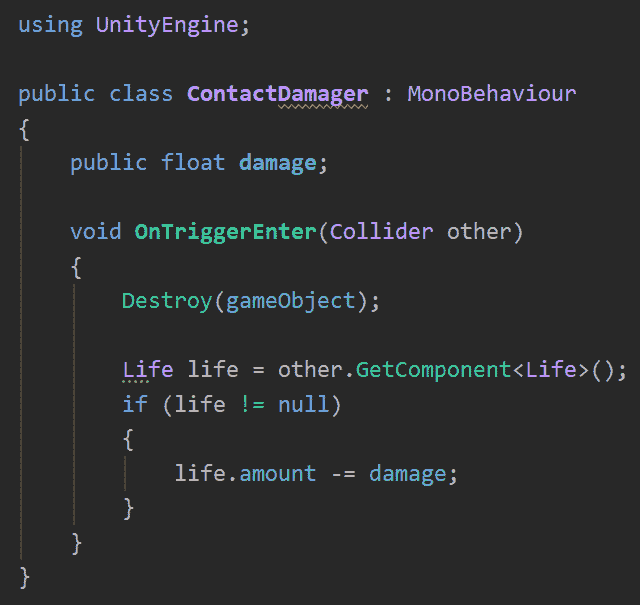 using UnityEngine;

public class ContactDamager : MonoBehaviour
{
    public float damage;

    void OnTriggerEnter(Collider other)
    {
        Destroy(gameObject);

        Life life = other.GetComponent<Life>();
        if (life != null)
        {
            life.amount -= damage;
        }
    }
}